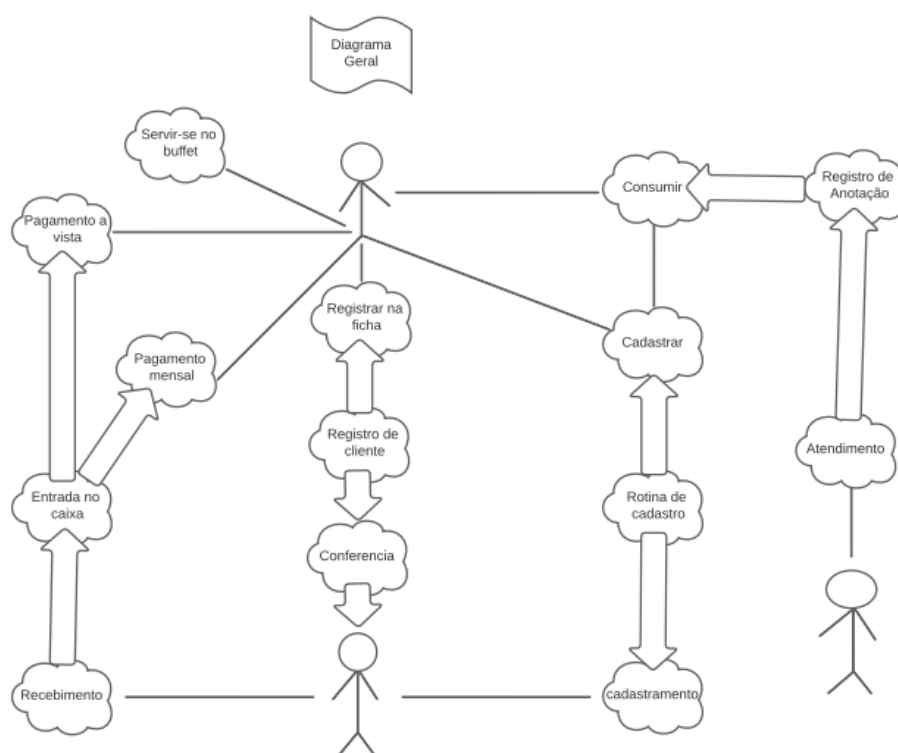 Diagrama
Geral
Servir-se no
buffet
Consumir
Registro de
Anotação
Pagamento a
vista
Registrar na
ficha
Cadastrar
Pagamento
mensal
Registro de
cliente
Atendimento
Entrada no
caixa
Rotina de
cadastro
Conferencia
Recebimento
cadastramento